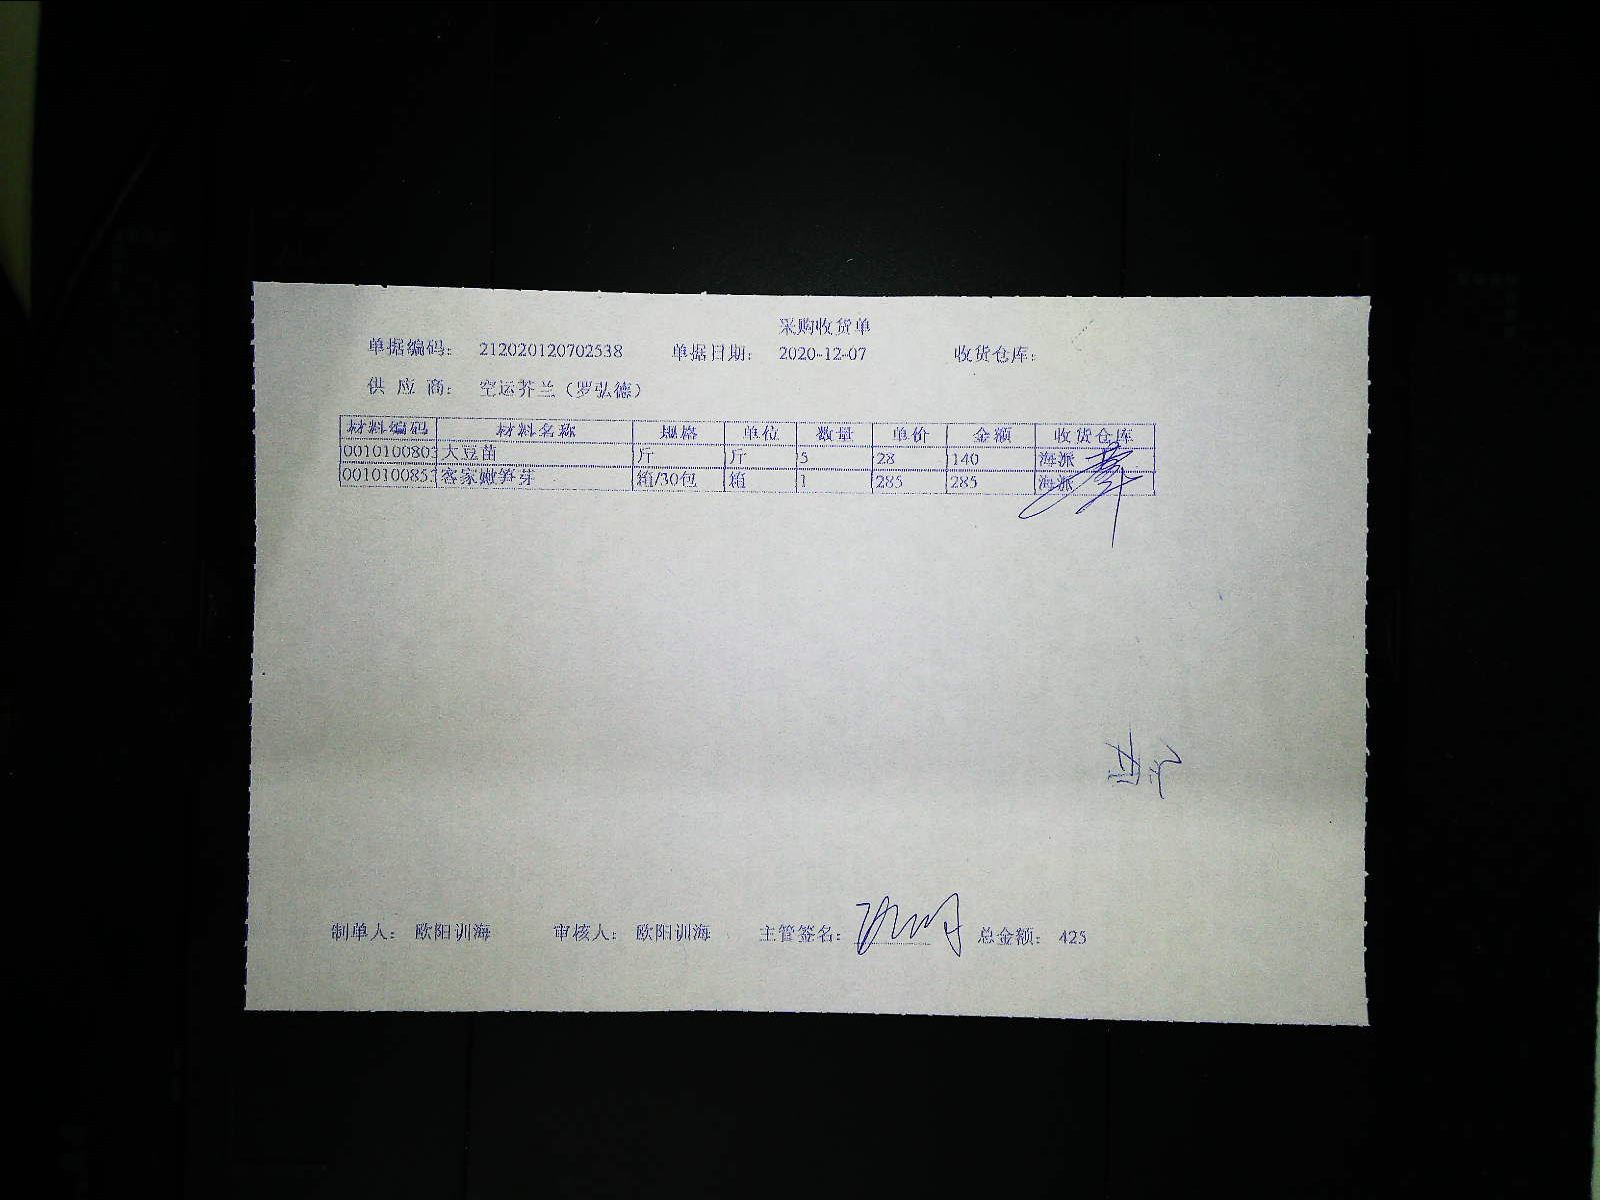 采购收货单
单据编码： 212020120702538 单据日期： 2020-12-07 收货仓库：
供 应 商： 空运芥兰（罗弘德）
材料编码 材料名称 规格 单位 数量 单价 金额 收货仓库
0010100803 大豆苗 斤 斤 5 28 140 海派
001010085 客家嫩笋芽 箱/30包 箱 1 285 285 海派
制单人： 欧阳训海 审核人： 欧阳训海 主管签名： 总金额： 425